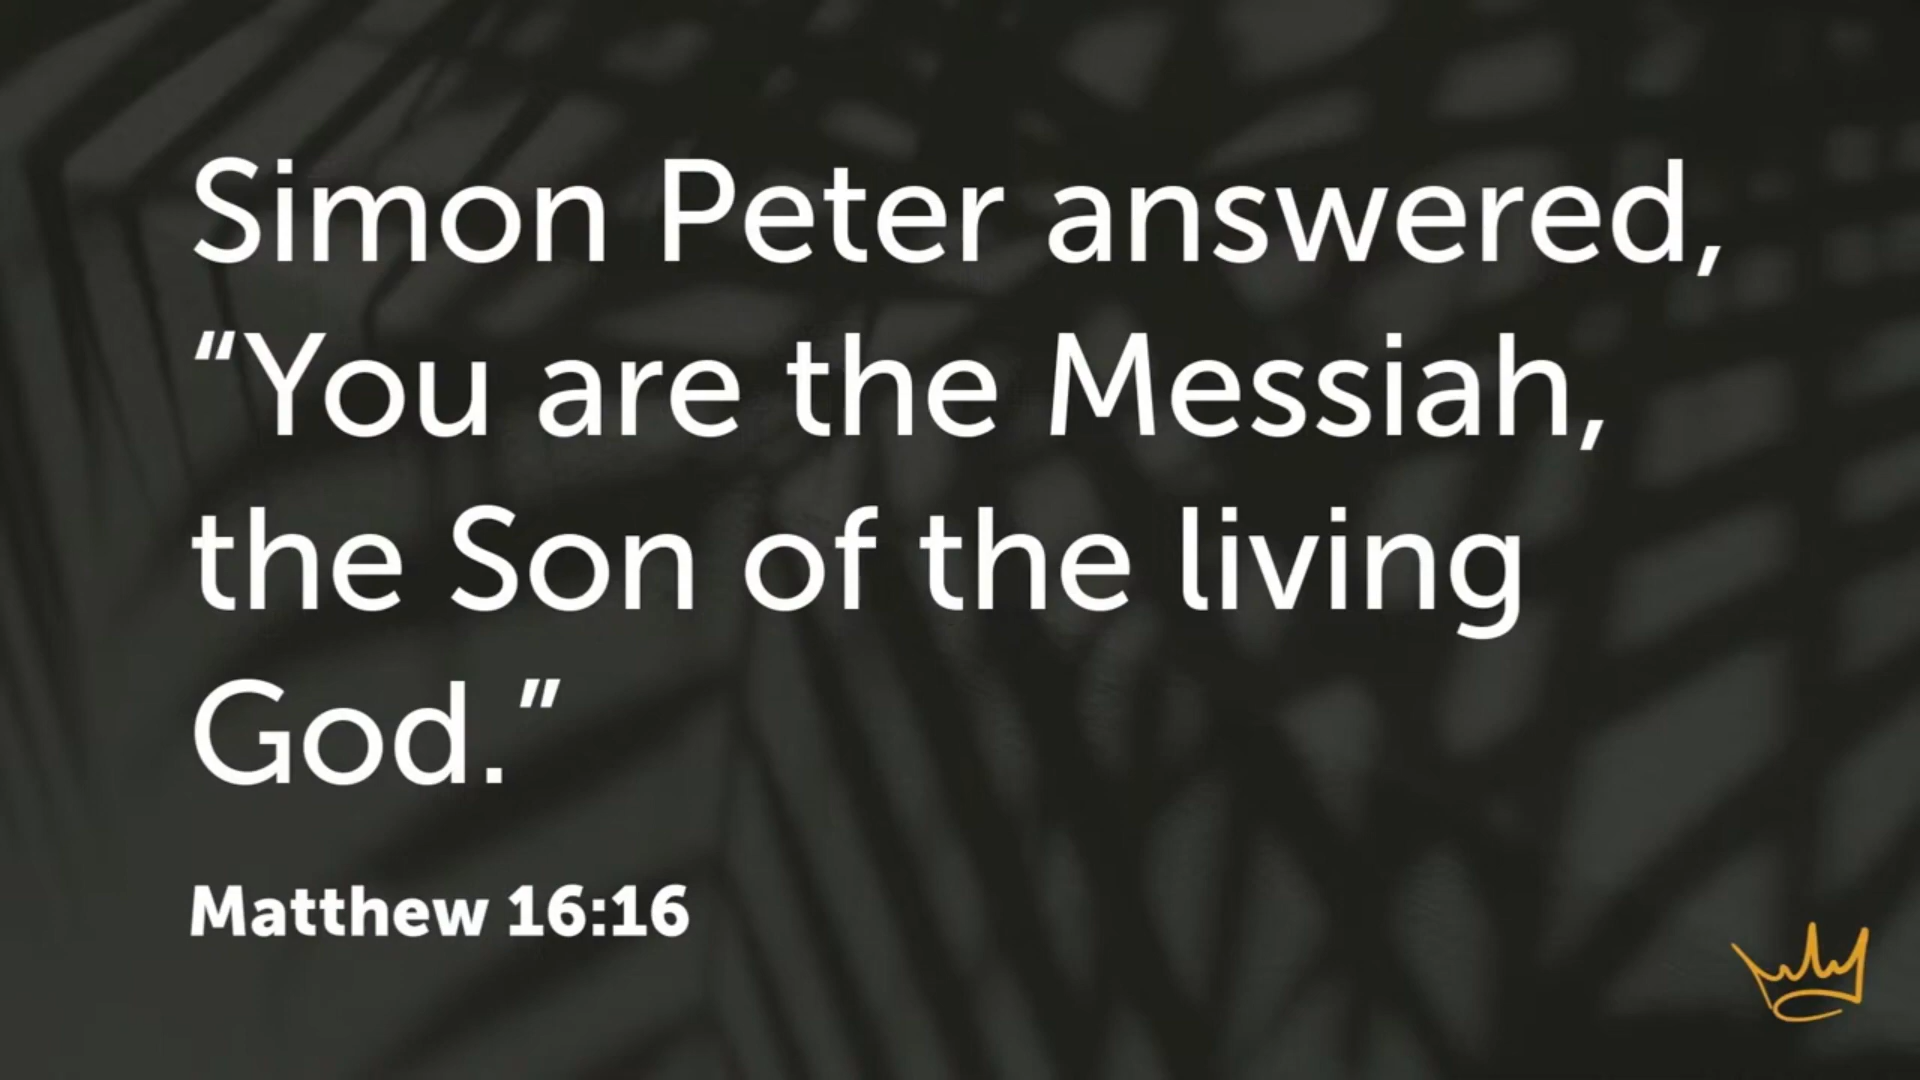 Simon Peter answered,
“You are the Messiah,
the Son of the living
God.”
Matthew 16:16